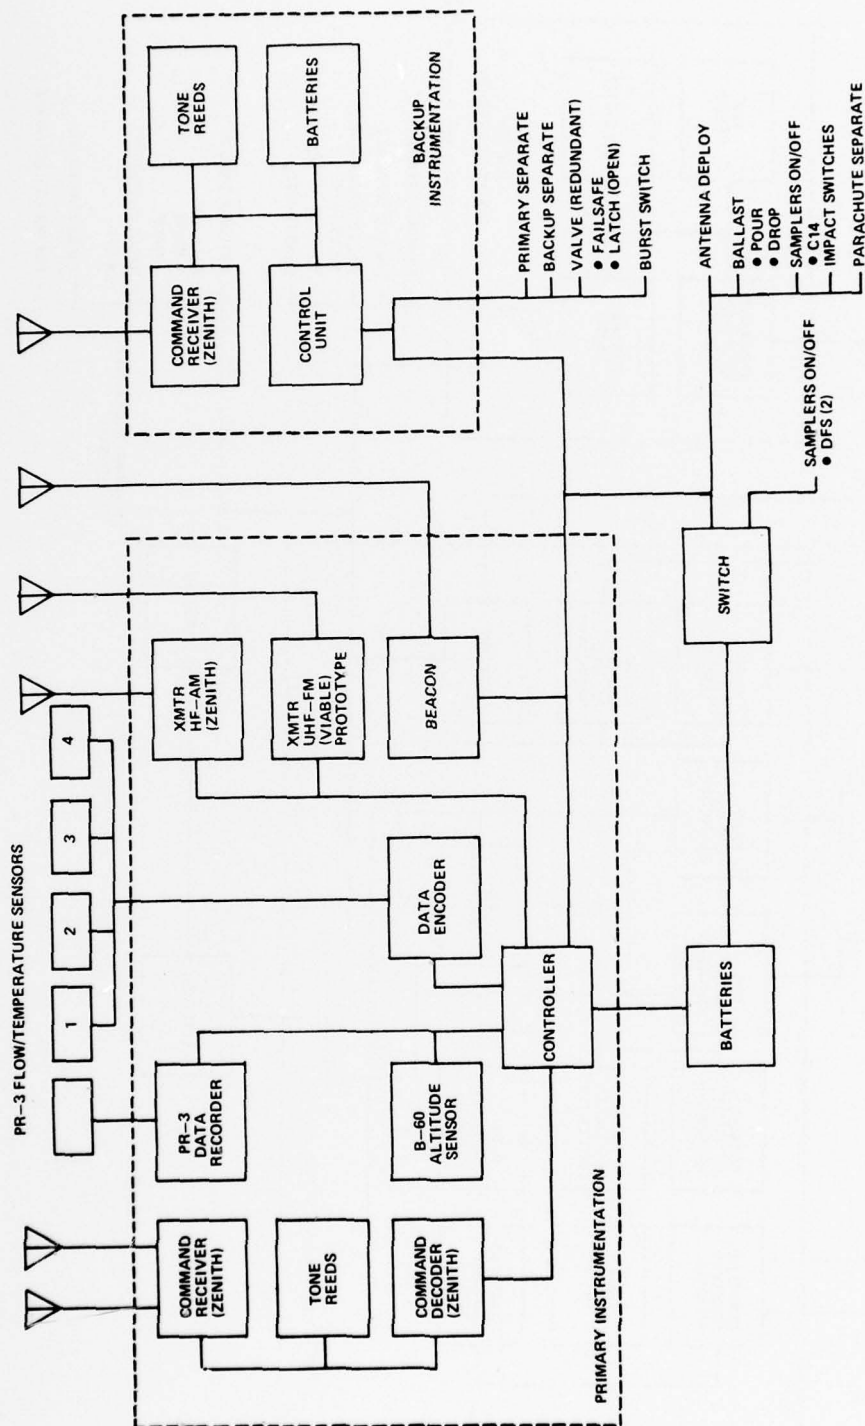 PR-3 FLOW/TEMPERATURE SENSORS
1
2
3
4
COMMAND
RECEIVER
(ZENITH)
TONE
REEDS
COMMAND
DECODER
(ZENITH)
PR-3
DATA
RECORDER
B-60
ALTITUDE
SENSOR
DATA
ENCODER
CONTROLLER
XMTR
HF-AM
(ZENITH)
XMTR
UHF-FM
(VIABLE)
PROTOTYPE
BEACON
PRIMARY INSTRUMENTATION
COMMAND
RECEIVER
(ZENITH)
TONE
REEDS
CONTROL
UNIT
BATTERIES
BACKUP
INSTRUMENTATION
PRIMARY SEPARATE
BACKUP SEPARATE
VALVE (REDUNDANT)
● FAILSAFE
● LATCH (OPEN)
BURST SWITCH
BATTERIES
SWITCH
SAMPLERS ON/OFF
● DFS (2)
ANTENNA DEPLOY
BALLAST
● POUR
● DROP
SAMPLERS ON/OFF
● C14
IMPACT SWITCHES
PARACHUTE SEPARATE